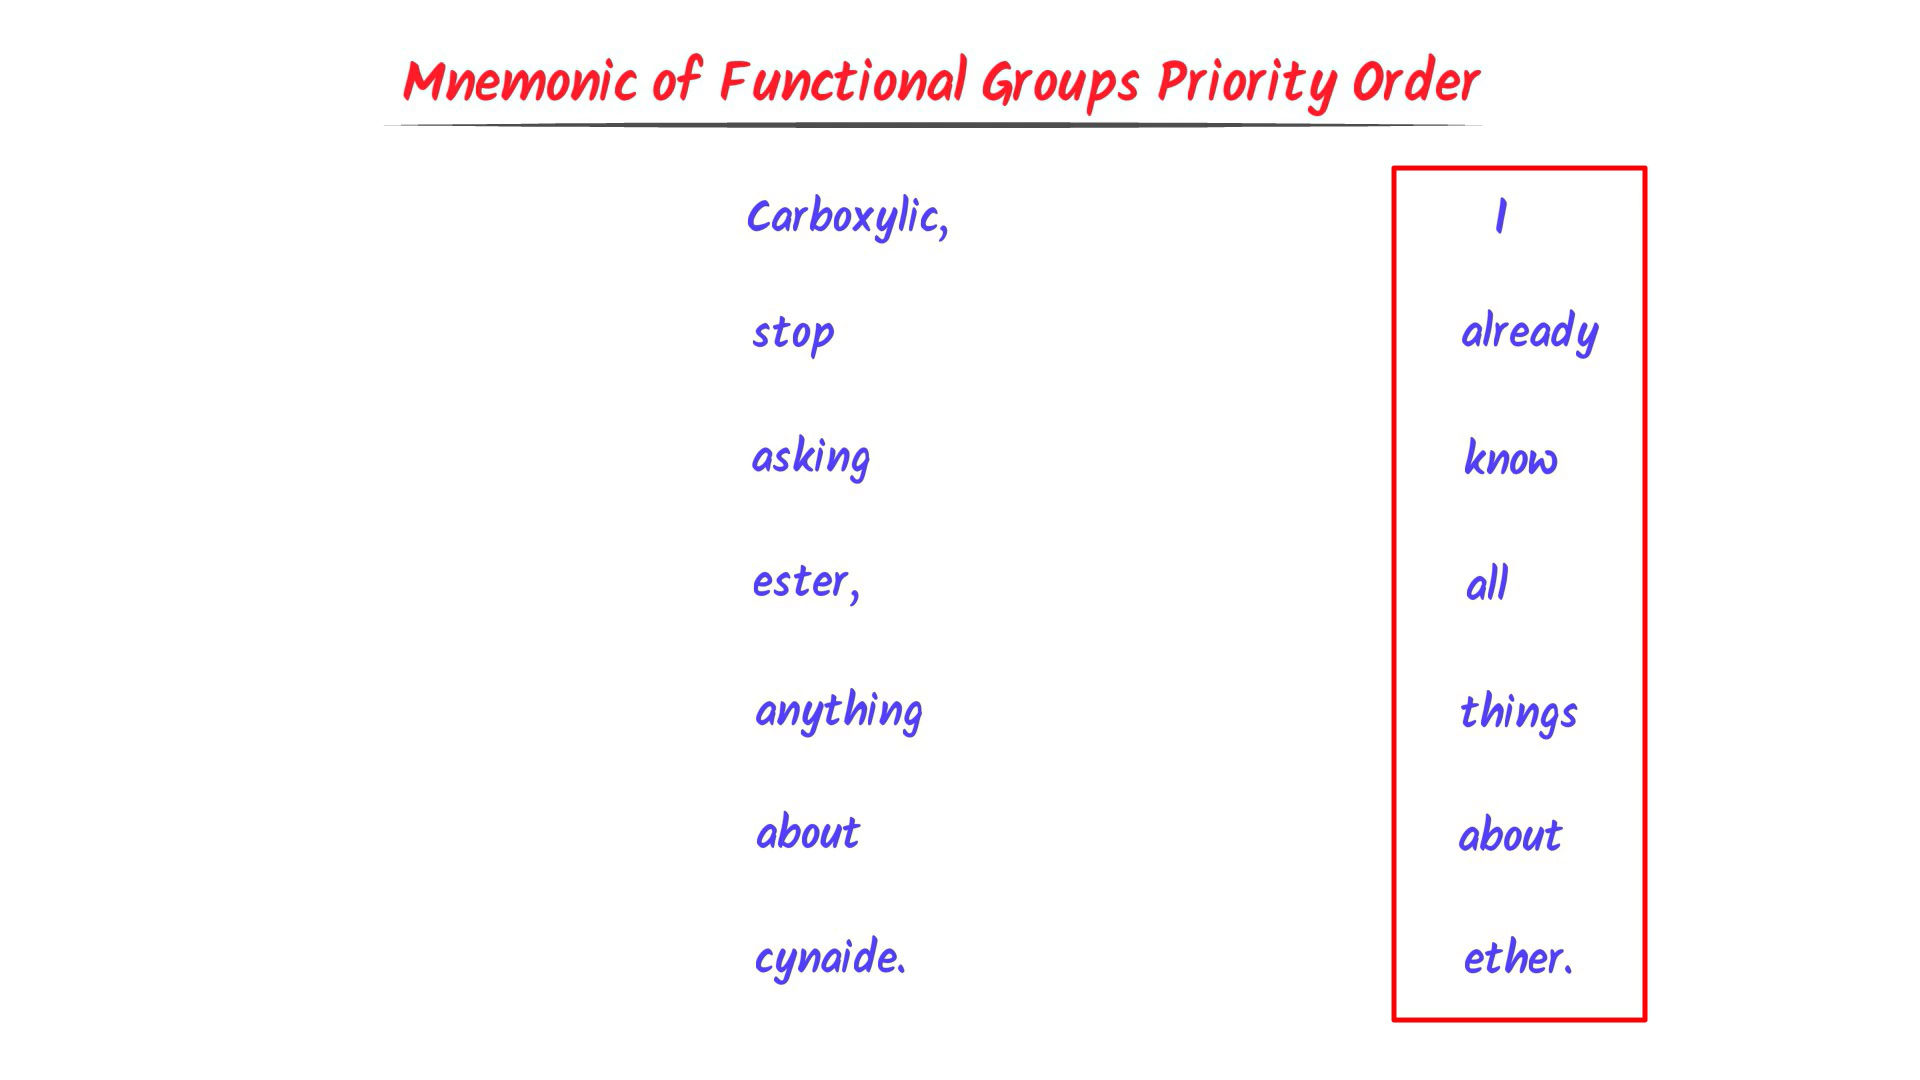 Mnemonic of Functional Groups Priority Order
Carboxylic,
stop
asking
ester,
anything
about
cynaide.
I
already
know
all
things
about
ether.